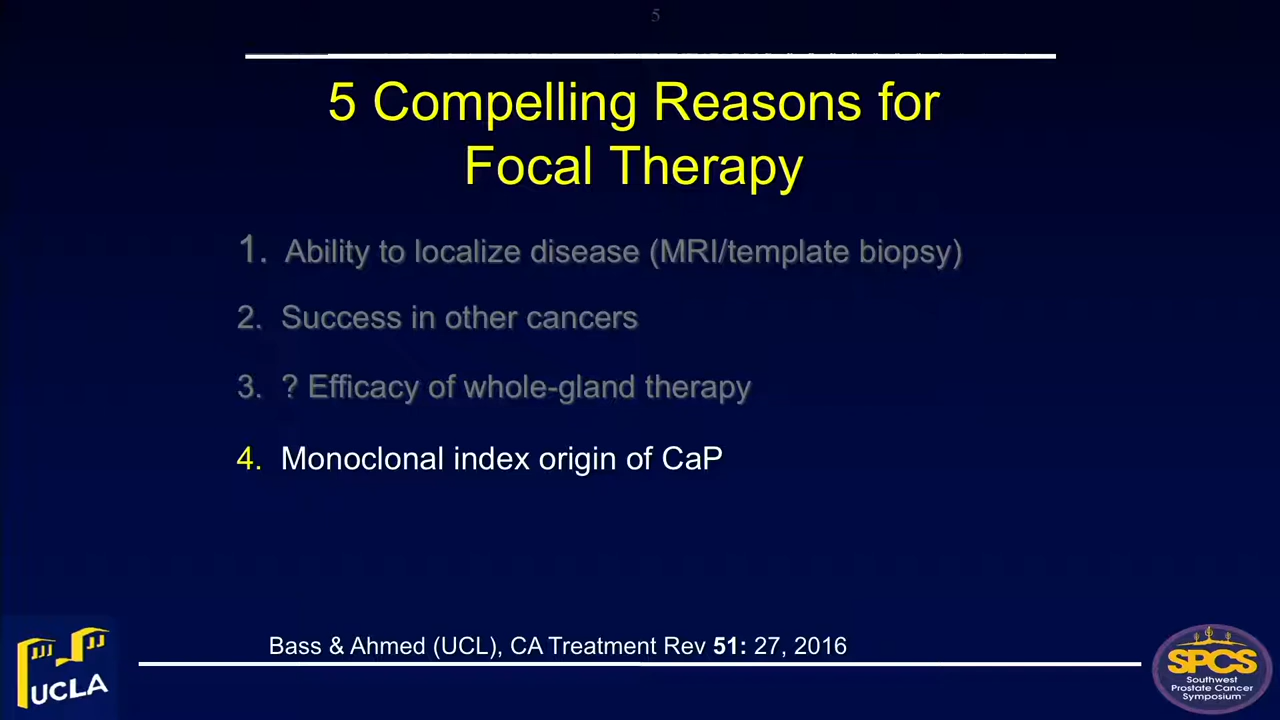 5
5 Compelling Reasons for
Focal Therapy
1. Ability to localize disease (MRI/template biopsy)
2. Success in other cancers
3. ? Efficacy of whole-gland therapy
4. Monoclonal index origin of CaP
Bass & Ahmed (UCL), CA Treatment Rev 51: 27, 2016
UCLA
SPCS
Southwest
Prostate Cancer
Symposium